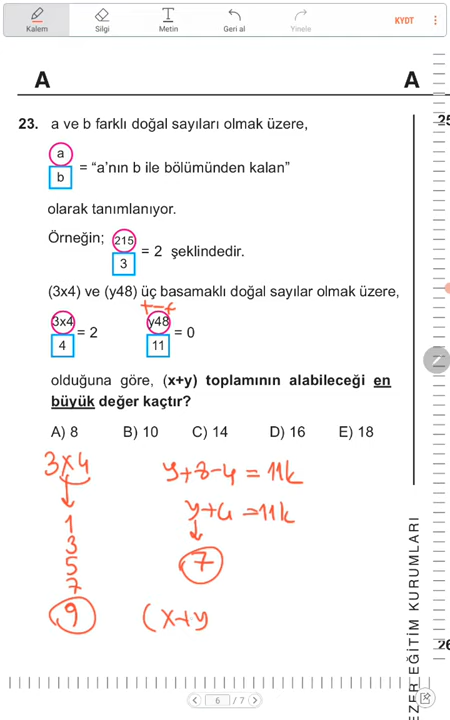 Kalem Silgi Metin Geri al Yinele KYDT
A A
23. a ve b farklı doğal sayıları olmak üzere,
a
b
= “a’nın b ile bölümünden kalan”
olarak tanımlanıyor.
Örneğin;
215
3
= 2 şeklindedir.
(3x4) ve (y48) üç basamaklı doğal sayılar olmak üzere,
+ - +
3x4
4
= 2
y48
11
= 0
olduğuna göre, (x+y) toplamının alabileceği en
büyük değer kaçtır?
A) 8 B) 10 C) 14 D) 16 E) 18
3x4
1
3
5
7
9
y+8-4 = 11k
y+4 = 11k
7
(x+y
25
26
EZER EĞİTİM KURUMLARI
6 / 7